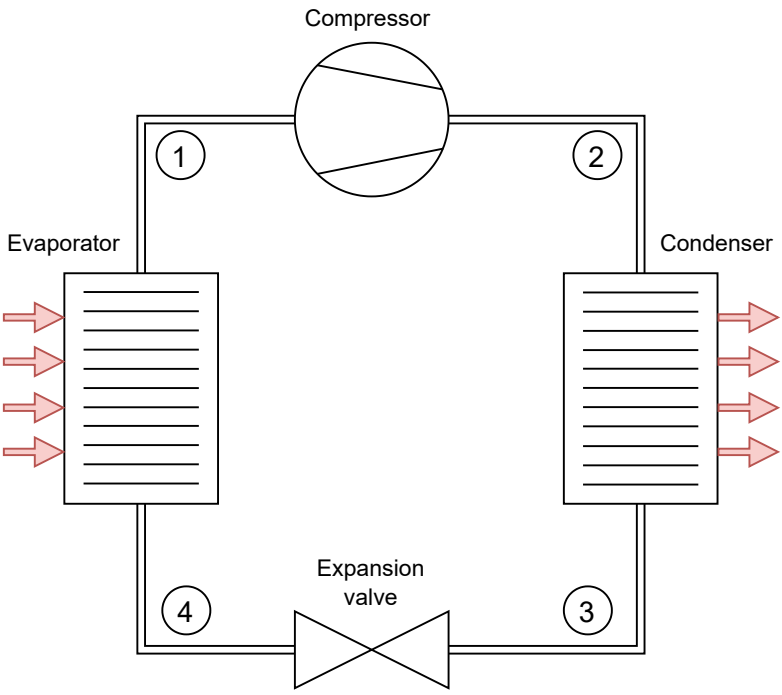 Compressor
1
2
Evaporator
Condenser
Expansion
valve
4
3